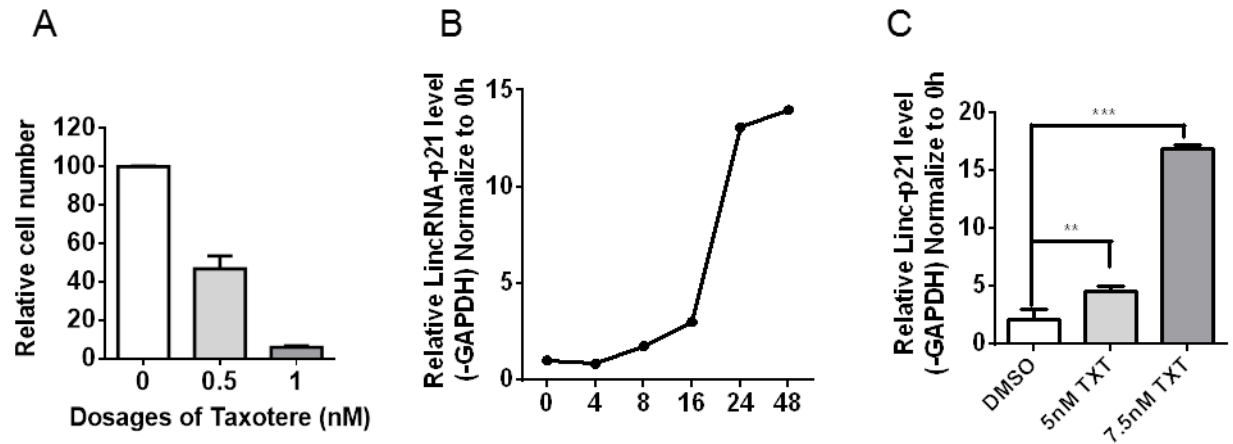 A
Relative cell number
120
100
80
60
40
20
0
0 0.5 1
Dosages of Taxotere (nM)
B
Relative LincRNA-p21 level
(-GAPDH) Normalize to 0h
15
10
5
0
0 4 8 16 24 48
C
Relative Linc-p21 level
(-GAPDH) Normalize to 0h
20
15
10
5
0
***
**
DMSO
5nM TXT
7.5nM TXT